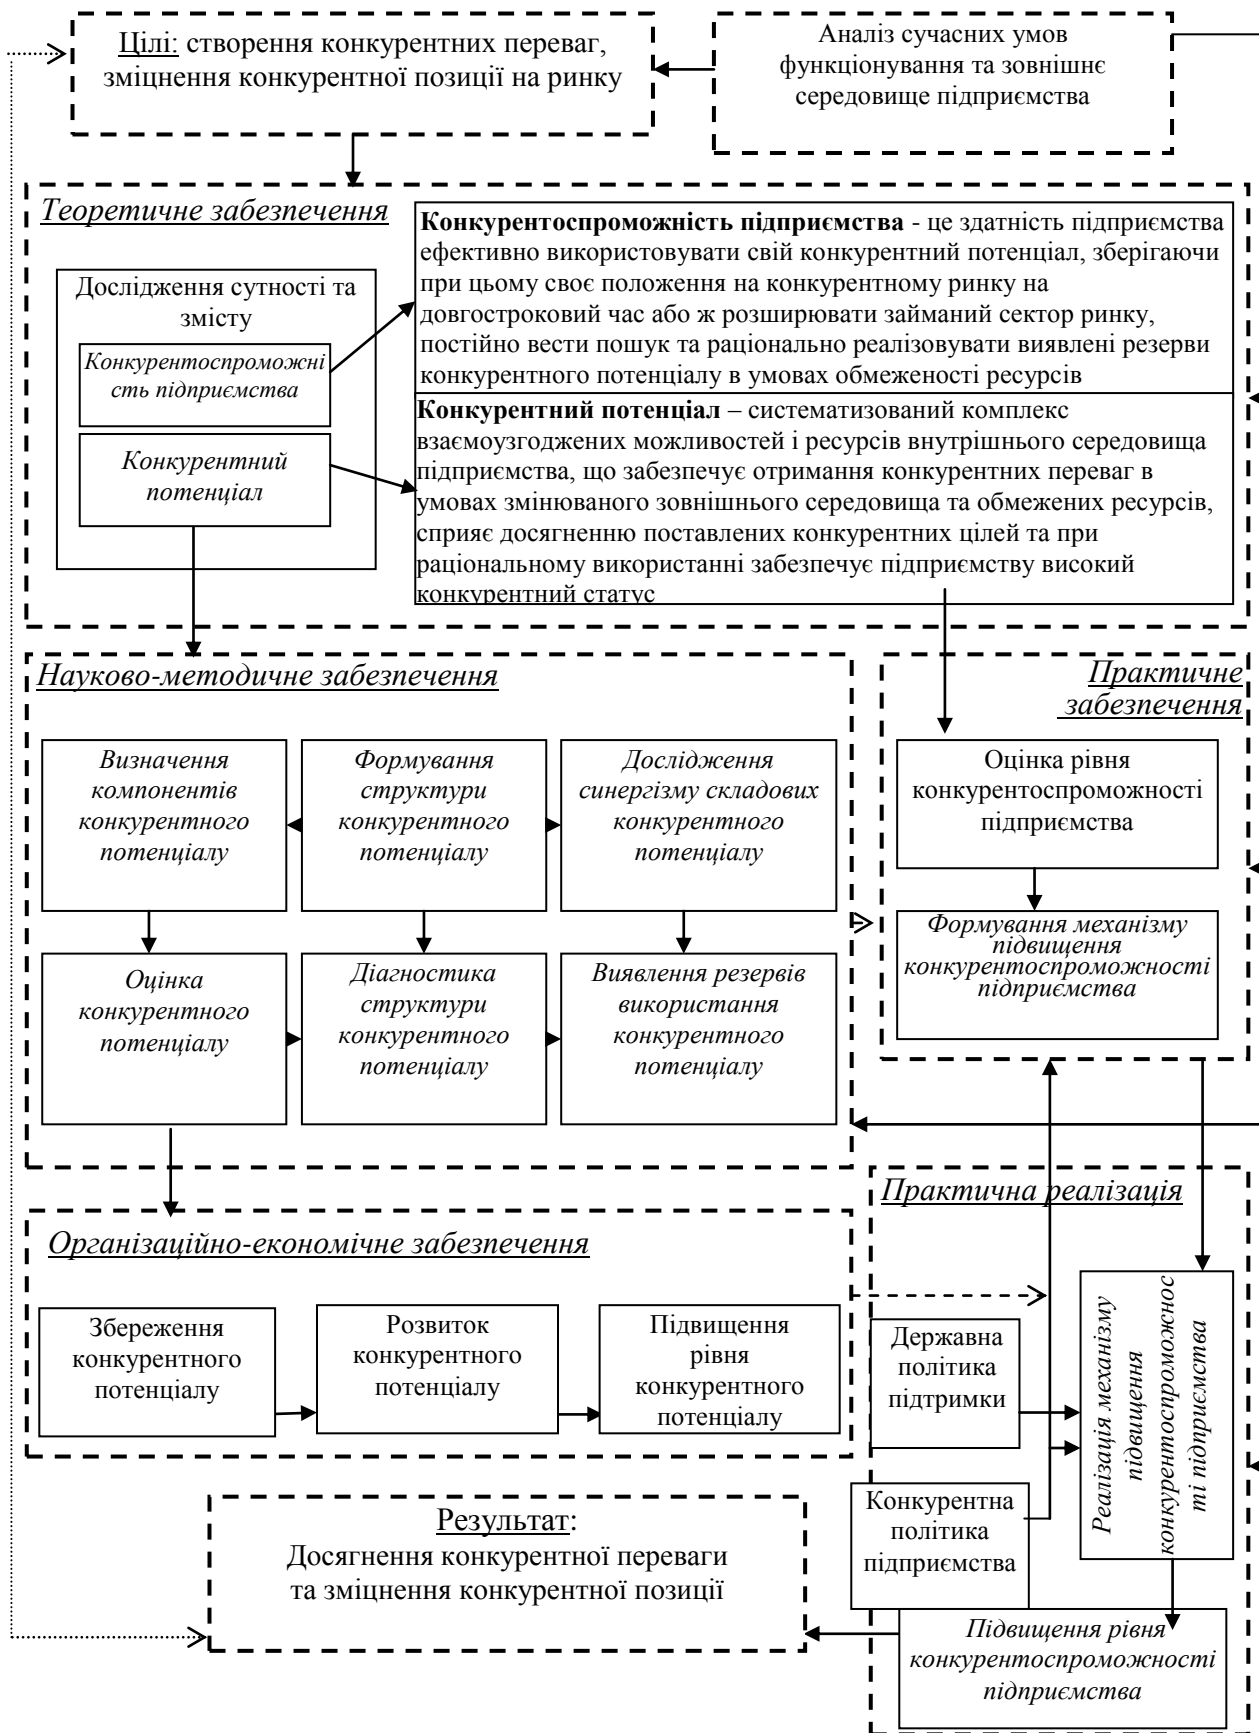 Цілі: створення конкурентних переваг,
зміцнення конкурентної позиції на ринку
Аналіз сучасних умов
функціонування та зовнішнє
середовище підприємства
Теоретичне забезпечення
Дослідження сутності та
змісту
Конкурентоспроможні
сть підприємства
Конкурентний
потенціал
Конкурентоспроможність підприємства - це здатність підприємства
ефективно використовувати свій конкурентний потенціал, зберігаючи
при цьому своє положення на конкурентному ринку на
довгостроковий час або ж розширювати займаний сектор ринку,
постійно вести пошук та раціонально реалізовувати виявлені резерви
конкурентного потенціалу в умовах обмеженості ресурсів
Конкурентний потенціал – систематизований комплекс
взаємоузгоджених можливостей і ресурсів внутрішнього середовища
підприємства, що забезпечує отримання конкурентних переваг в
умовах змінюваного зовнішнього середовища та обмежених ресурсів,
сприяє досягненню поставлених конкурентних цілей та при
раціональному використанні забезпечує підприємству високий
конкурентний статус
Науково-методичне забезпечення
Визначення
компонентів
конкурентного
потенціалу
Формування
структури
конкурентного
потенціалу
Дослідження
синергізму складових
конкурентного
потенціалу
Оцінка
конкурентного
потенціалу
Діагностика
структури
конкурентного
потенціалу
Виявлення резервів
використання
конкурентного
потенціалу
Практичне
забезпечення
Оцінка рівня
конкурентоспроможності
підприємства
Формування механізму
підвищення
конкурентоспроможності
підприємства
Організаційно-економічне забезпечення
Збереження
конкурентного
потенціалу
Розвиток
конкурентного
потенціалу
Підвищення
рівня
конкурентного
потенціалу
Практична реалізація
Державна
політика
підтримки
Конкурентна
політика
підприємства
Реалізація механізму
підвищення
конкурентоспроможнос
ті підприємства
Підвищення рівня
конкурентоспроможності
підприємства
Результат:
Досягнення конкурентної переваги
та зміцнення конкурентної позиції